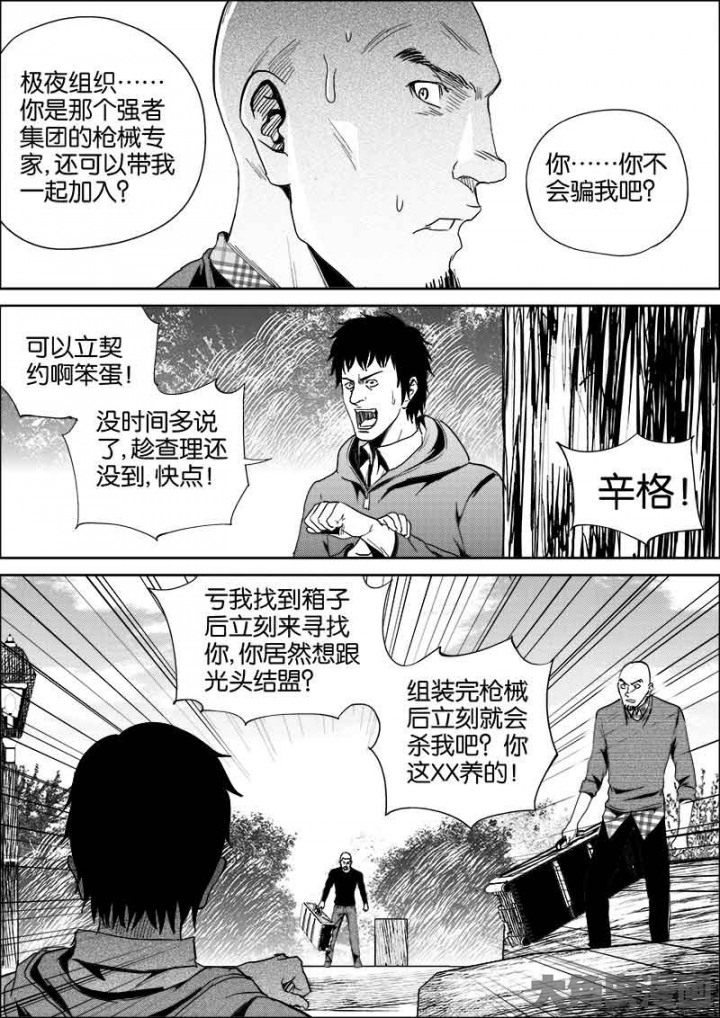 极夜组织……
你是那个强者
集团的枪械专
家,还可以带我
一起加入?
你……你不
会骗我吧?
可以立契
约啊笨蛋!
没时间多说
了,趁查理还
没到,快点!
辛格!
亏我找到箱子
后立刻来寻找
你,你居然想跟
光头结盟?
组装完枪械
后立刻就会
杀我吧?你
这XX养的!